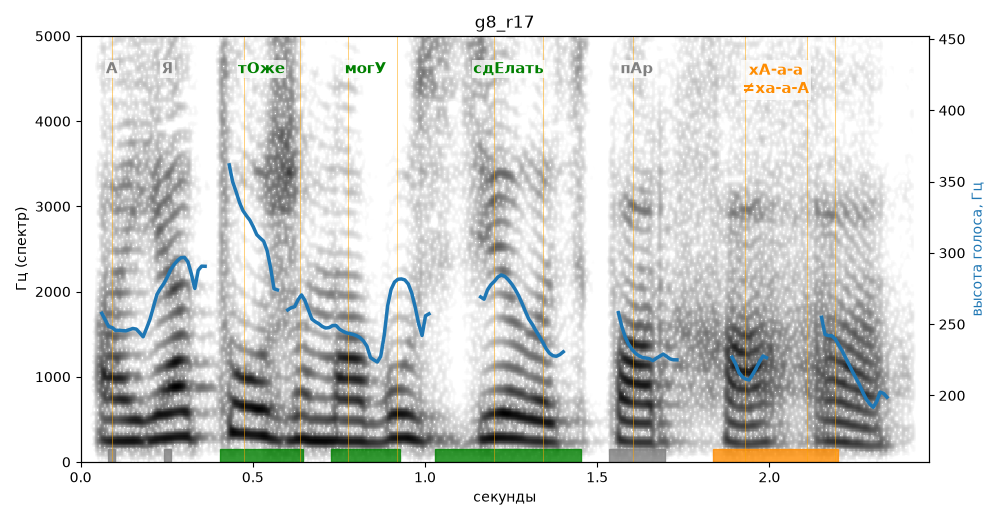 g8_r17
5000
4000
3000
2000
1000
0
450
400
350
300
250
200
А Я тОже могУ сдЕлать пАр хА-а-а
≠ха-а-А
0.0 0.5 1.0 1.5 2.0
секунды
Гц (спектр)
высота голоса, Гц